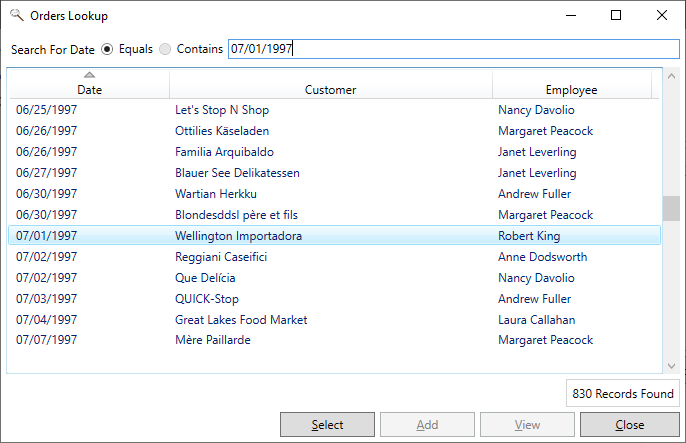 Orders Lookup
Search For Date Equals Contains 07/01/1997
Date Customer Employee
06/25/1997 Let's Stop N Shop Nancy Davolio
06/26/1997 Ottilies Käseladen Margaret Peacock
06/26/1997 Familia Arquibaldo Janet Leverling
06/27/1997 Blauer See Delikatessen Janet Leverling
06/30/1997 Wartian Herkku Andrew Fuller
06/30/1997 Blondesddsl père et fils Margaret Peacock
07/01/1997 Wellington Importadora Robert King
07/02/1997 Reggiani Caseifici Anne Dodsworth
07/02/1997 Que Delícia Nancy Davolio
07/03/1997 QUICK-Stop Andrew Fuller
07/04/1997 Great Lakes Food Market Laura Callahan
07/07/1997 Mère Paillarde Margaret Peacock
830 Records Found
Select Add View Close